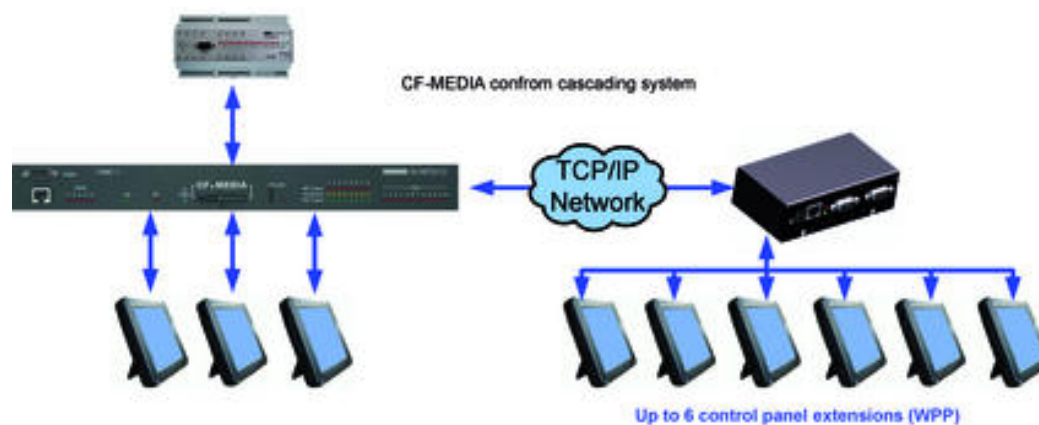 CF-MEDIA confrom cascading system
CF-MEDIA
TCP/IP
Network
Up to 6 control panel extensions (WPP)